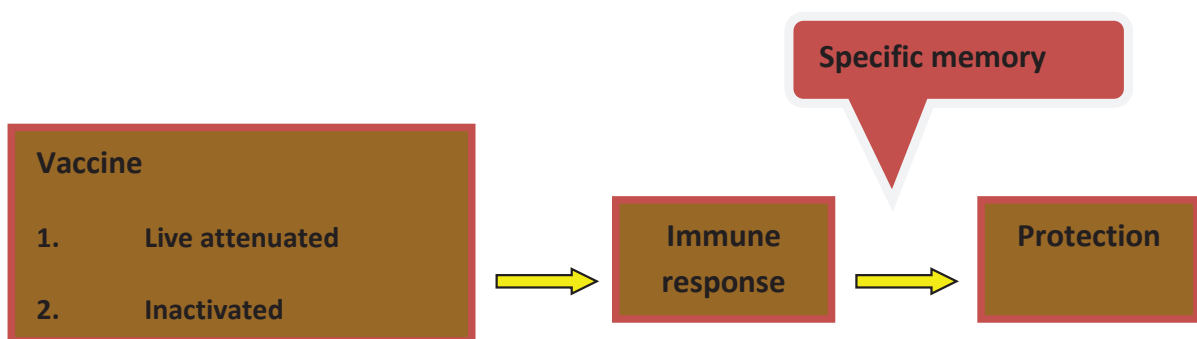 Specific memory
Vaccine
1. Live attenuated
2. Inactivated
Immune
response
Protection